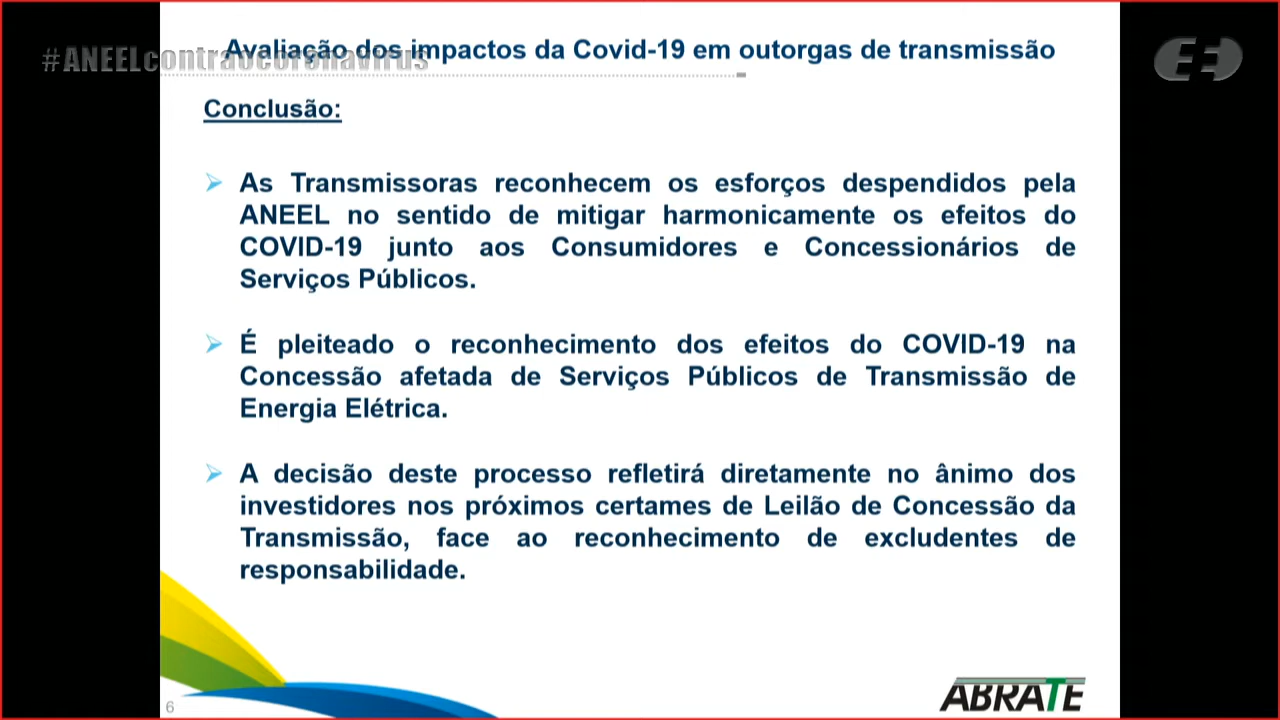 Avaliação dos impactos da Covid-19 em outorgas de transmissão
#ANEELcontraocoronavirus
Conclusão:
As Transmissoras reconhecem os esforços despendidos pela
ANEEL no sentido de mitigar harmonicamente os efeitos do
COVID-19 junto aos Consumidores e Concessionários de
Serviços Públicos.
É pleiteado o reconhecimento dos efeitos do COVID-19 na
Concessão afetada de Serviços Públicos de Transmissão de
Energia Elétrica.
A decisão deste processo refletirá diretamente no ânimo dos
investidores nos próximos certames de Leilão de Concessão da
Transmissão, face ao reconhecimento de excludentes de
responsabilidade.
6
ABRATE